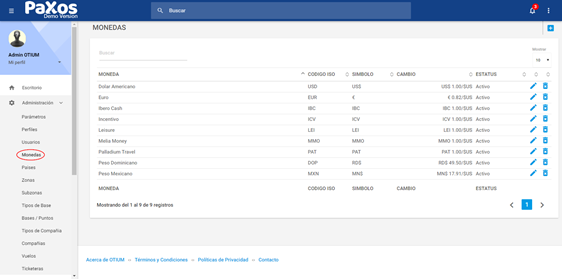 PaXos
Demo Version
Buscar
5
Admin OTIUM
Mi perfil
Escritorio
Administración
Parámetros
Perfiles
Usuarios
Monedas
Países
Zonas
Subzonas
Tipos de Base
Bases / Puntos
Tipos de Compañía
Compañías
Vuelos
Ticketeras
MONEDAS
Buscar
Mostrar
10
MONEDA CODIGO ISO SIMBOLO CAMBIO ESTATUS
Dolar Americano USD US$ US$ 1.00/$US Activo
Euro EUR € € 0.82/$US Activo
Ibero Cash IBC IBC IBC 1.00/$US Activo
Incentivo ICV ICV ICV 1.00/$US Activo
Leisure LEI LEI LEI 1.00/$US Activo
Melia Money MMO MMO MMO 1.00/$US Activo
Palladium Travel PAT PAT PAT 1.00/$US Activo
Peso Dominicano DOP RD$ RD$ 49.50/$US Activo
Peso Mexicano MXN MN$ MN$ 17.91/$US Activo
MONEDA CODIGO ISO SIMBOLO CAMBIO ESTATUS
Mostrando del 1 al 9 de 9 registros
1
Acerca de OTIUM – Términos y Condiciones – Políticas de Privacidad – Contacto